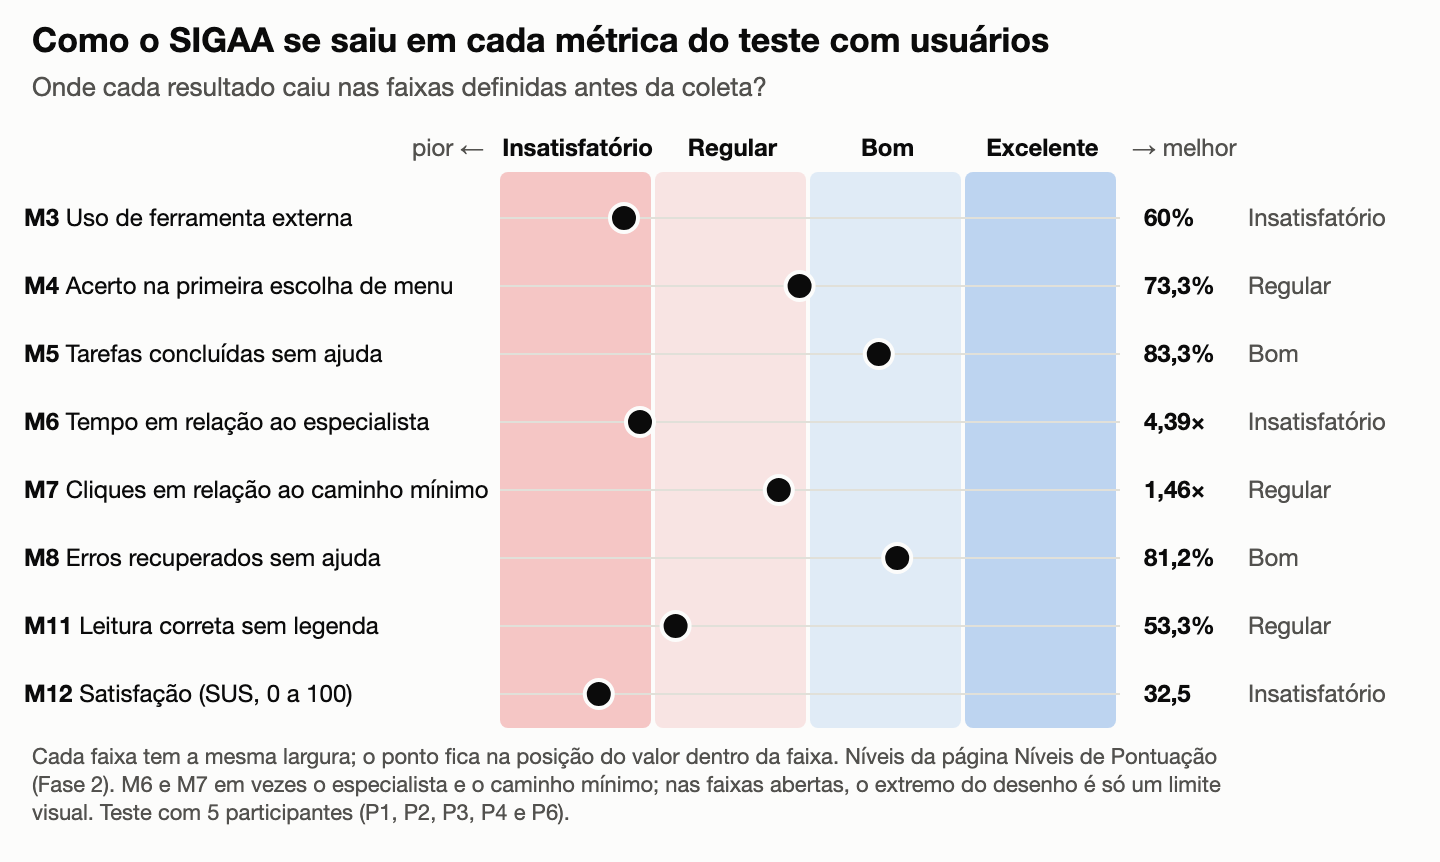 Como o SIGAA se saiu em cada métrica do teste com usuários
Onde cada resultado caiu nas faixas definidas antes da coleta?
pior ← Insatisfatório Regular Bom Excelente → melhor
M3 Uso de ferramenta externa 60% Insatisfatório
M4 Acerto na primeira escolha de menu 73,3% Regular
M5 Tarefas concluídas sem ajuda 83,3% Bom
M6 Tempo em relação ao especialista 4,39× Insatisfatório
M7 Cliques em relação ao caminho mínimo 1,46× Regular
M8 Erros recuperados sem ajuda 81,2% Bom
M11 Leitura correta sem legenda 53,3% Regular
M12 Satisfação (SUS, 0 a 100) 32,5 Insatisfatório
Cada faixa tem a mesma largura; o ponto fica na posição do valor dentro da faixa. Níveis da página Níveis de Pontuação
(Fase 2). M6 e M7 em vezes o especialista e o caminho mínimo; nas faixas abertas, o extremo do desenho é só um limite
visual. Teste com 5 participantes (P1, P2, P3, P4 e P6).